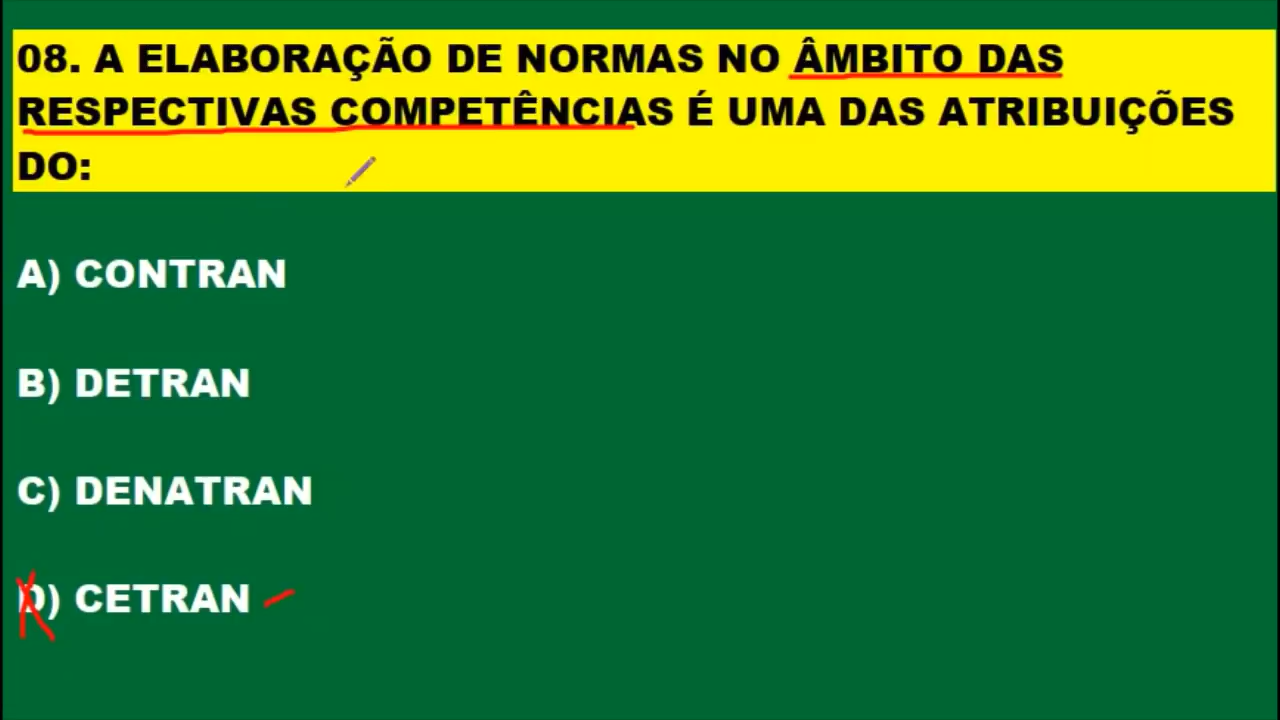 08. A ELABORAÇÃO DE NORMAS NO ÂMBITO DAS
RESPECTIVAS COMPETÊNCIAS É UMA DAS ATRIBUIÇÕES
DO:
A) CONTRAN
B) DETRAN
C) DENATRAN
D) CETRAN